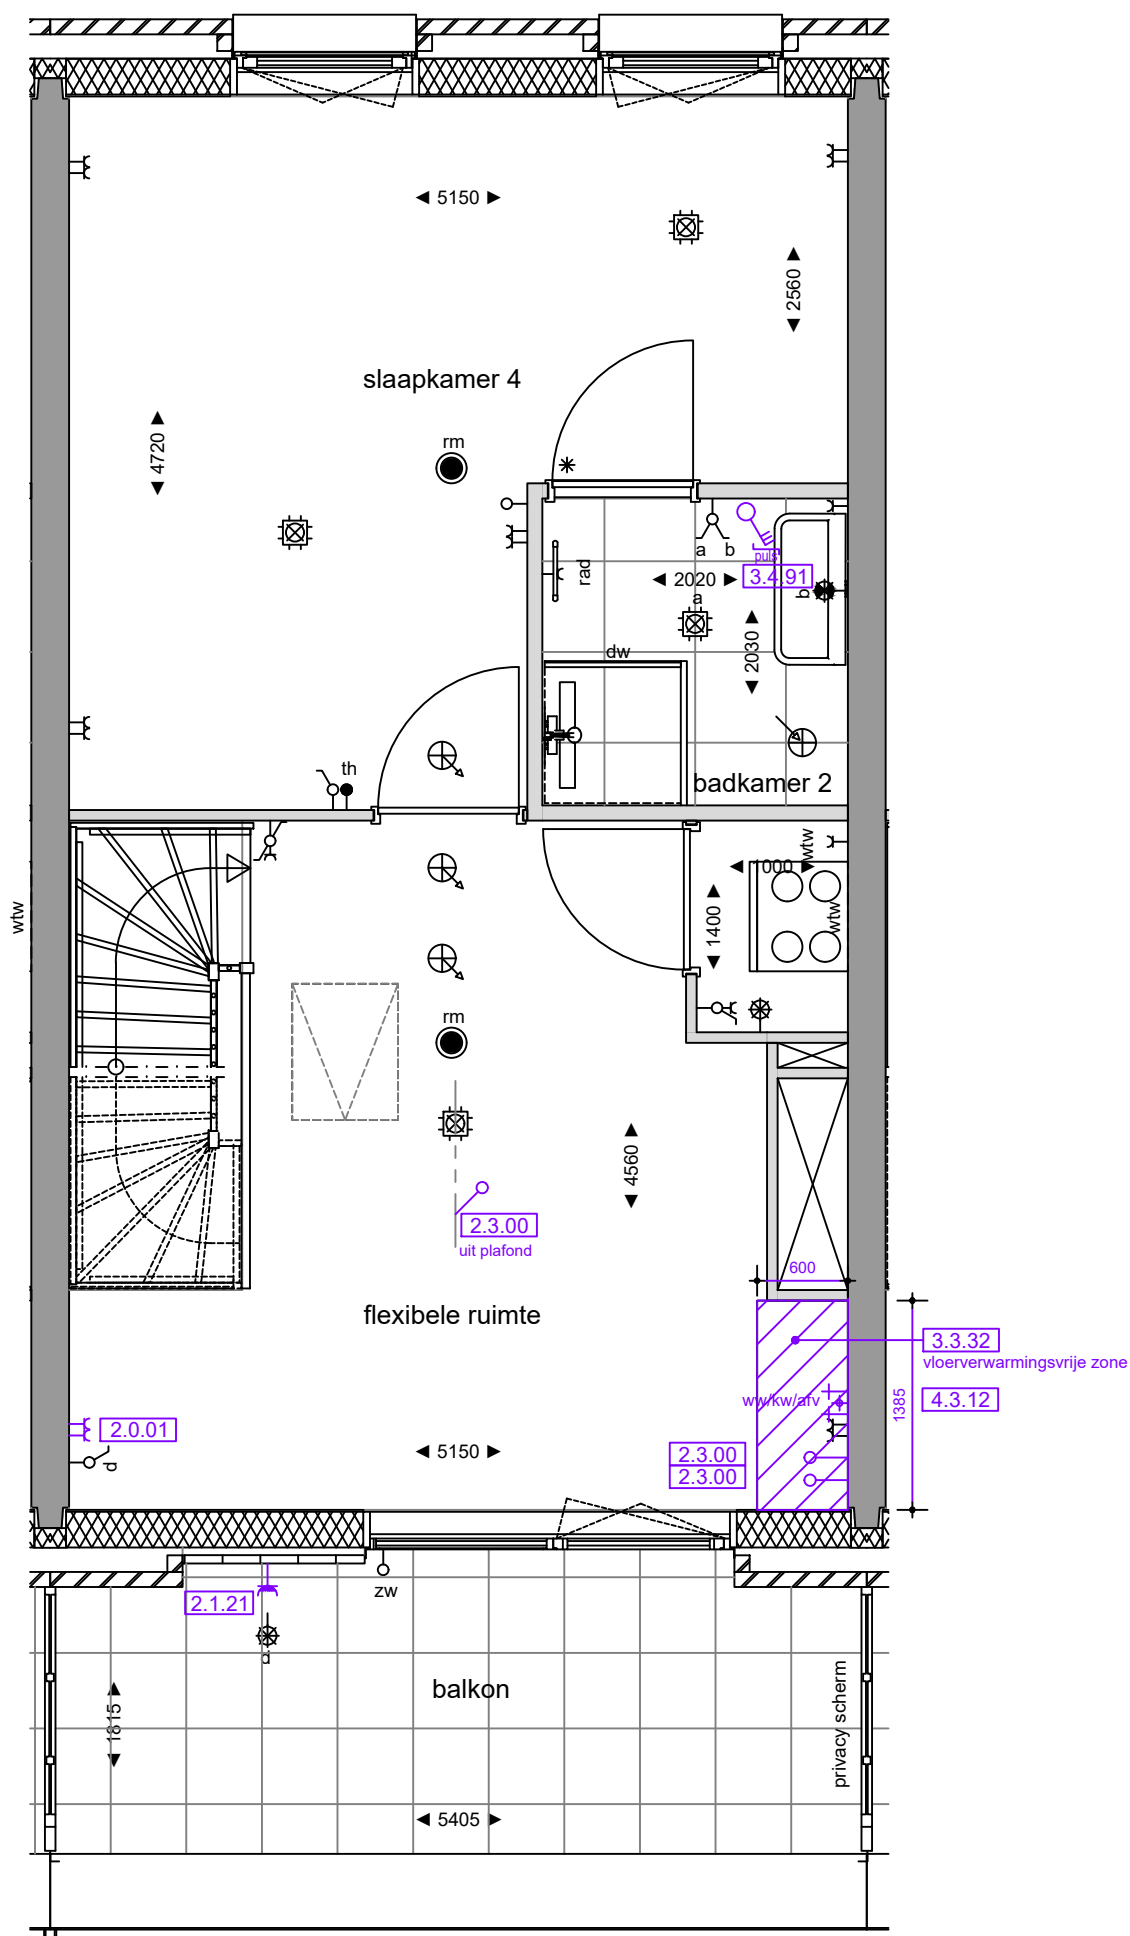 5150
2560
slaapkamer 4
4720
rm
a b
puls
3.4.91
rad
2020
a
b
2030
dw
th
badkamer 2
wtw
1000
wtw
1400
wtw
rm
4560
2.3.00
uit plafond
600
flexibele ruimte
3.3.32
vloerverwarmingsvrije zone
ww/kw/afv
4.3.12
1385
2.0.01
d
5150
2.3.00
2.3.00
zw
2.1.21
d
balkon
privacy scherm
1815
5405